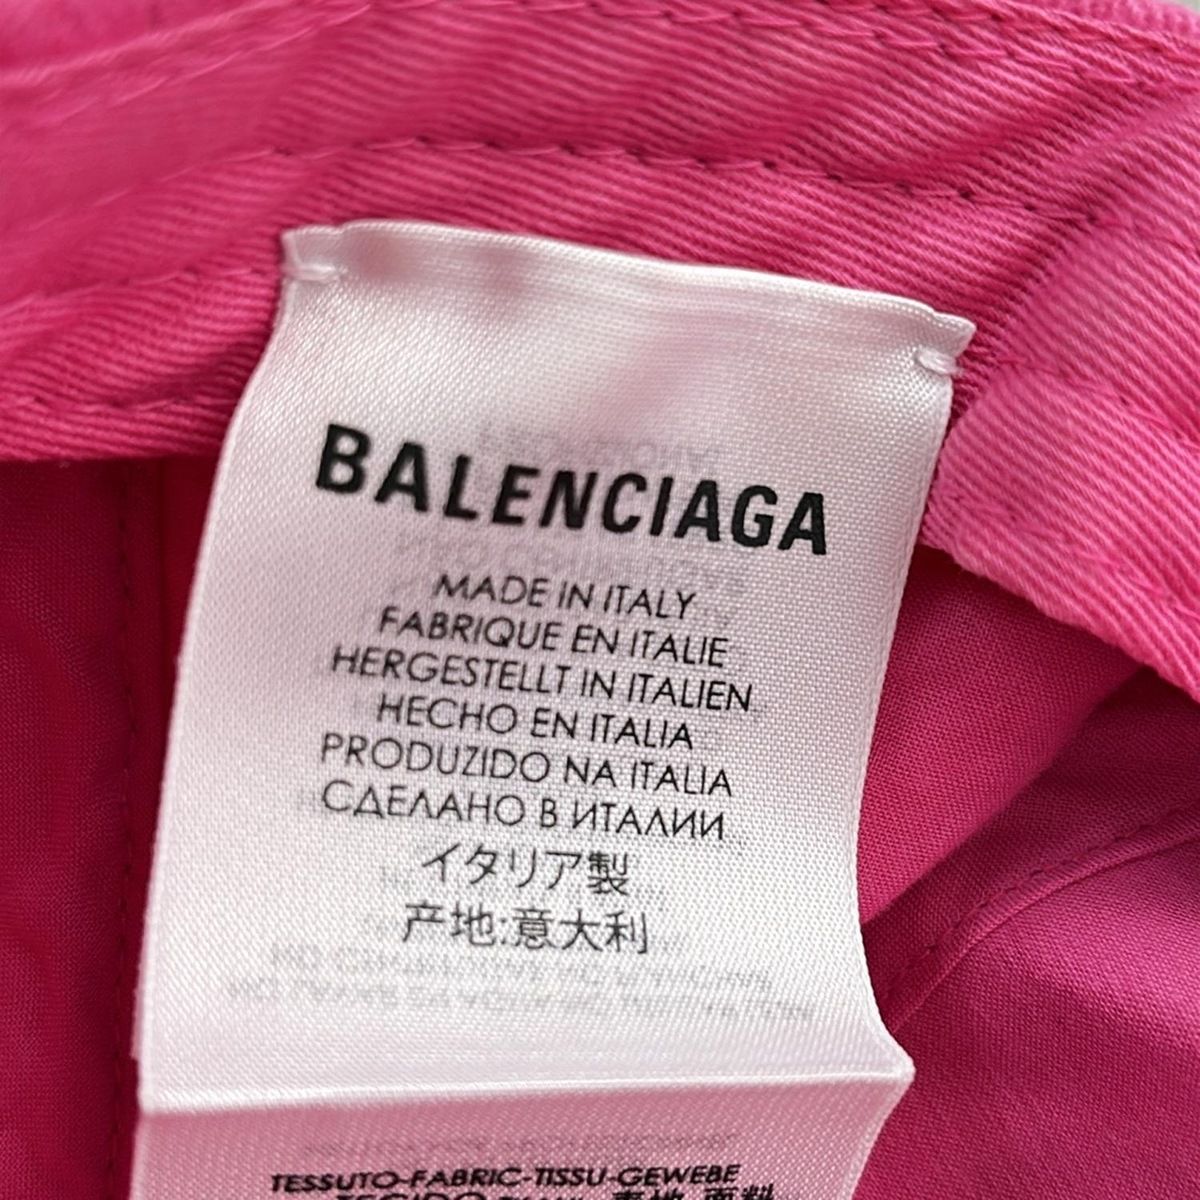 BALENCIAGA
MADE IN ITALY
FABRIQUE EN ITALIE
HERGESTELLT IN ITALIEN
HECHO EN ITALIA
PRODUZIDO NA ITALIA
СДЕЛАНО В ИТАЛИИ
イタリア製
产地:意大利
TESSUTO-FABRIC-TISSU-GEWEBE